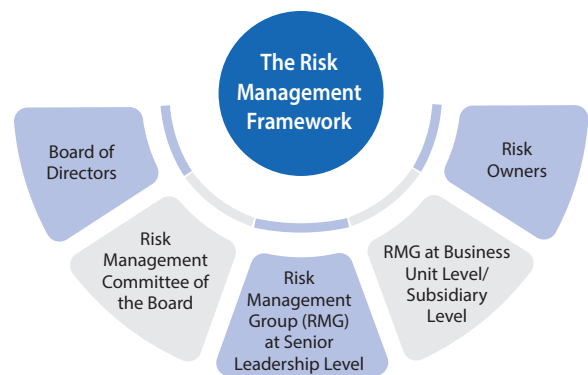 The Risk
Management
Framework
Board of
Directors
Risk
Management
Committee of
the Board
Risk
Management
Group (RMG)
at Senior
Leadership Level
RMG at Business
Unit Level/
Subsidiary
Level
Risk
Owners